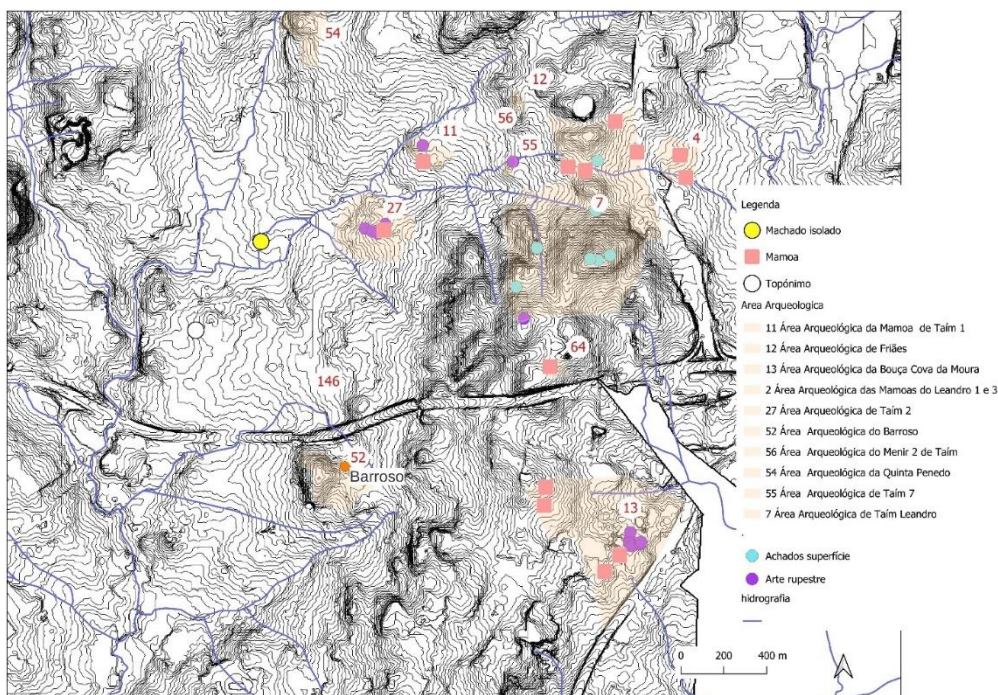 54
12
56
11
55
4
7
27
64
146
52
Barroso
13
Legenda
Machado isolado
Mamoa
Topónimo
Área Arqueologica
11 Área Arqueológica da Mamoa de Taím 1
12 Área Arqueológica de Friães
13 Área Arqueológica da Bouça Cova da Moura
2 Área Arqueológica das Mamoas do Leandro 1 e 3
27 Área Arqueológica de Taím 2
52 Área Arqueológica do Barroso
56 Área Arqueológica do Menir 2 de Taím
54 Área Arqueológica da Quinta Penedo
55 Área Arqueológica de Taím 7
7 Área Arqueológica de Taím Leandro
Achados superfície
Arte rupestre
hidrografia
0 200 400 m